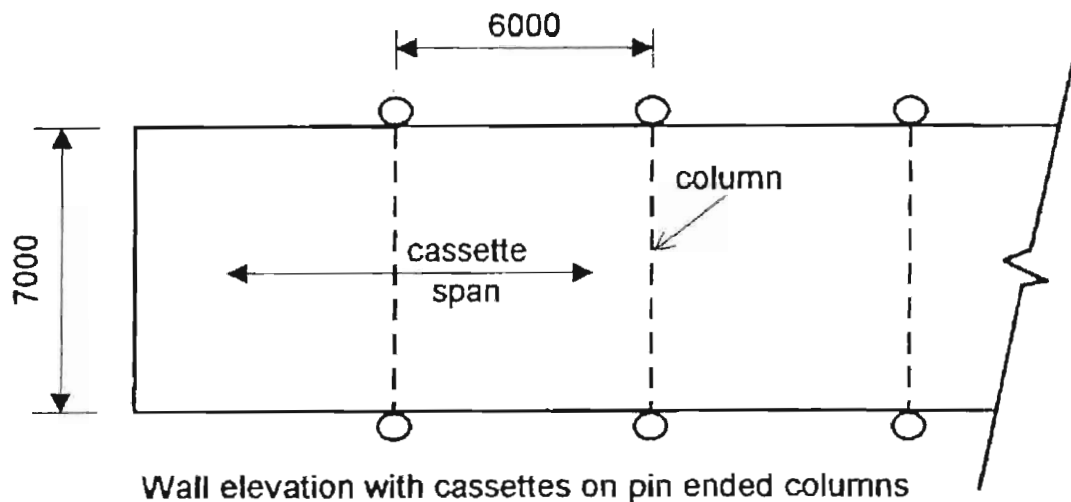 6000
7000
column
cassette
span
Wall elevation with cassettes on pin ended columns